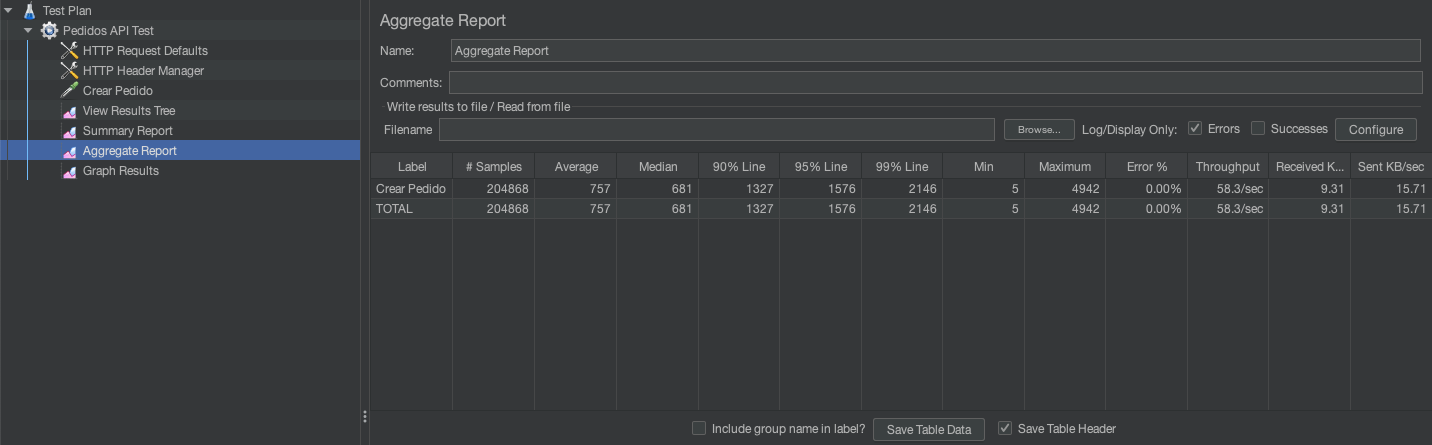 Test Plan
Pedidos API Test
HTTP Request Defaults
HTTP Header Manager
Crear Pedido
View Results Tree
Summary Report
Aggregate Report
Graph Results
Aggregate Report
Name: Aggregate Report
Comments:
Write results to file / Read from file
Filename Browse... Log/Display Only: Errors Successes Configure
Label # Samples Average Median 90% Line 95% Line 99% Line Min Maximum Error % Throughput Received K... Sent KB/sec
Crear Pedido 204868 757 681 1327 1576 2146 5 4942 0.00% 58.3/sec 9.31 15.71
TOTAL 204868 757 681 1327 1576 2146 5 4942 0.00% 58.3/sec 9.31 15.71
Include group name in label? Save Table Data Save Table Header